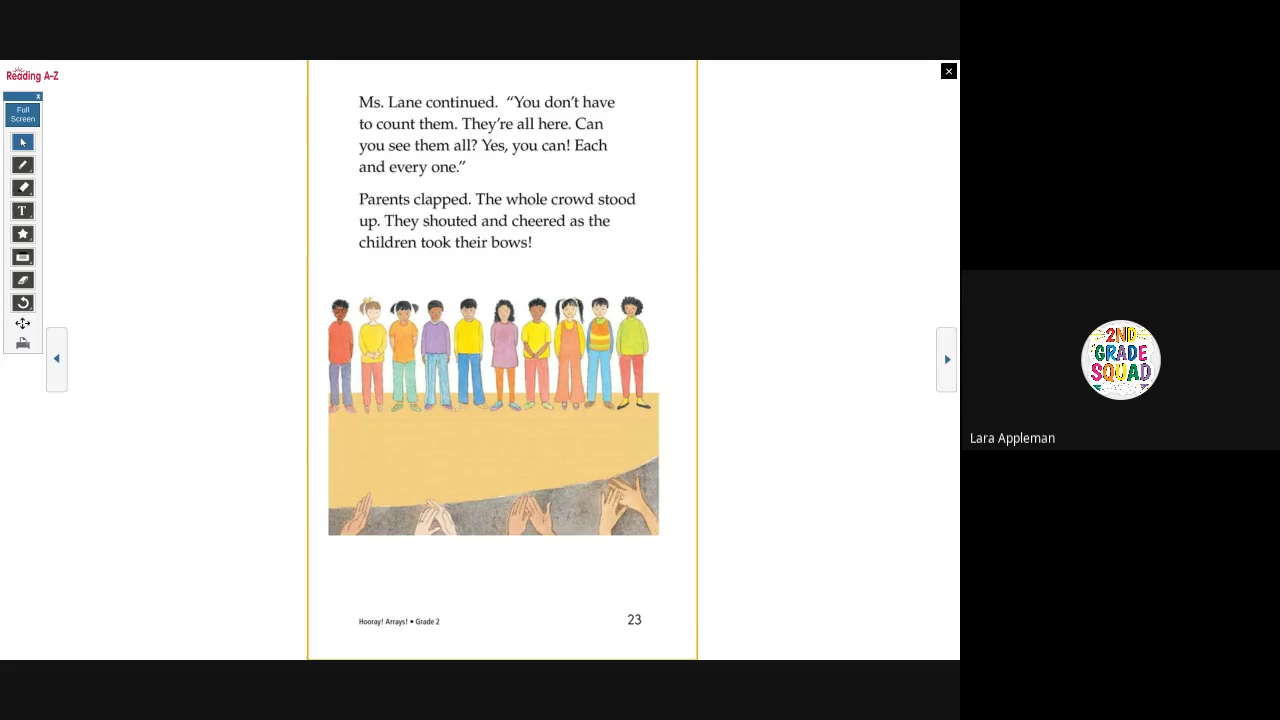 Reading A-Z
x
Full
Screen
T
Ms. Lane continued.  “You don’t have
to count them. They’re all here. Can
you see them all? Yes, you can! Each
and every one.”
Parents clapped. The whole crowd stood
up. They shouted and cheered as the
children took their bows!
Hooray! Arrays! • Grade 2
23
2ND
GRADE
SQUAD
Lara Appleman